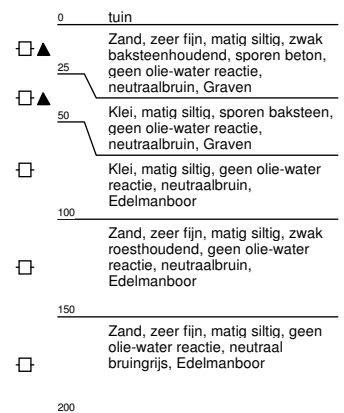 0 tuin
Zand, zeer fijn, matig siltig, zwak
baksteenhoudend, sporen beton,
25 geen olie-water reactie,
neutraalbruin, Graven
50 Klei, matig siltig, sporen baksteen,
geen olie-water reactie,
neutraalbruin, Graven
Klei, matig siltig, geen olie-water
reactie, neutraalbruin,
Edelmanboor
100
Zand, zeer fijn, matig siltig, zwak
roesthoudend, geen olie-water
reactie, neutraalbruin,
Edelmanboor
150
Zand, zeer fijn, matig siltig, geen
olie-water reactie, neutraal
bruingrijs, Edelmanboor
200